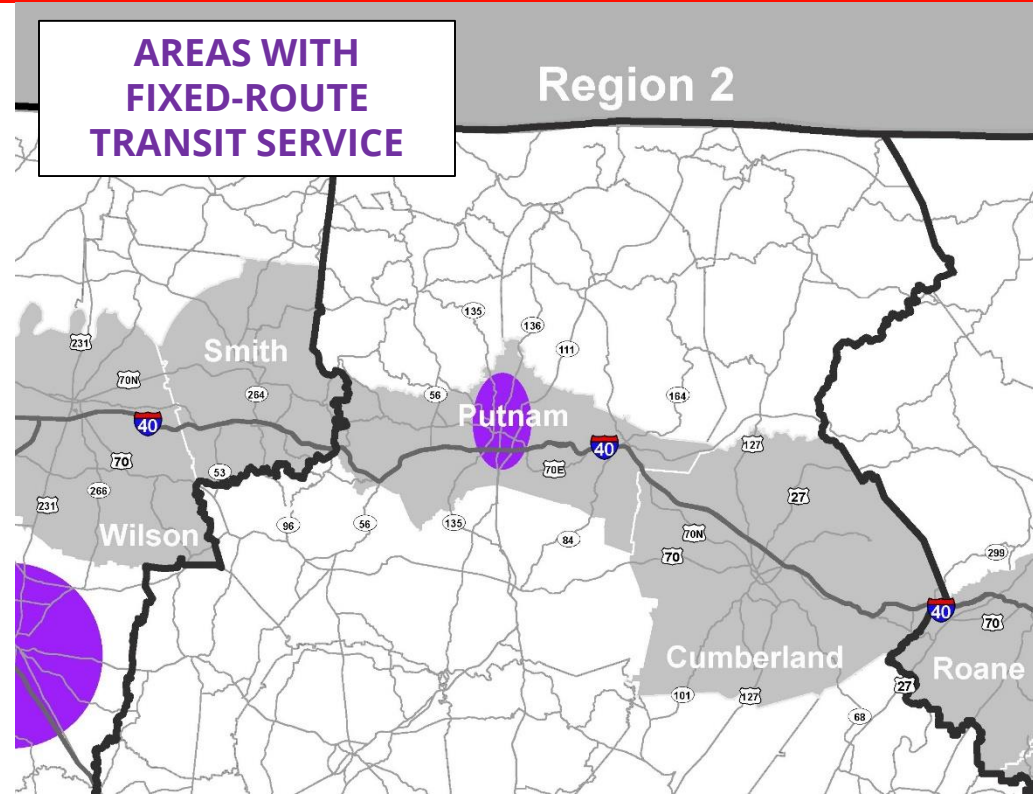 AREAS WITH
FIXED-ROUTE
TRANSIT SERVICE
Region 2
135
136
231
111
Smith
70N
264
56
164
Putnam
40
127
40
70
53
70E
266
27
231
96
56
135
70N
Wilson
84
70
299
40
70
Cumberland
Roane
27
101
127
68